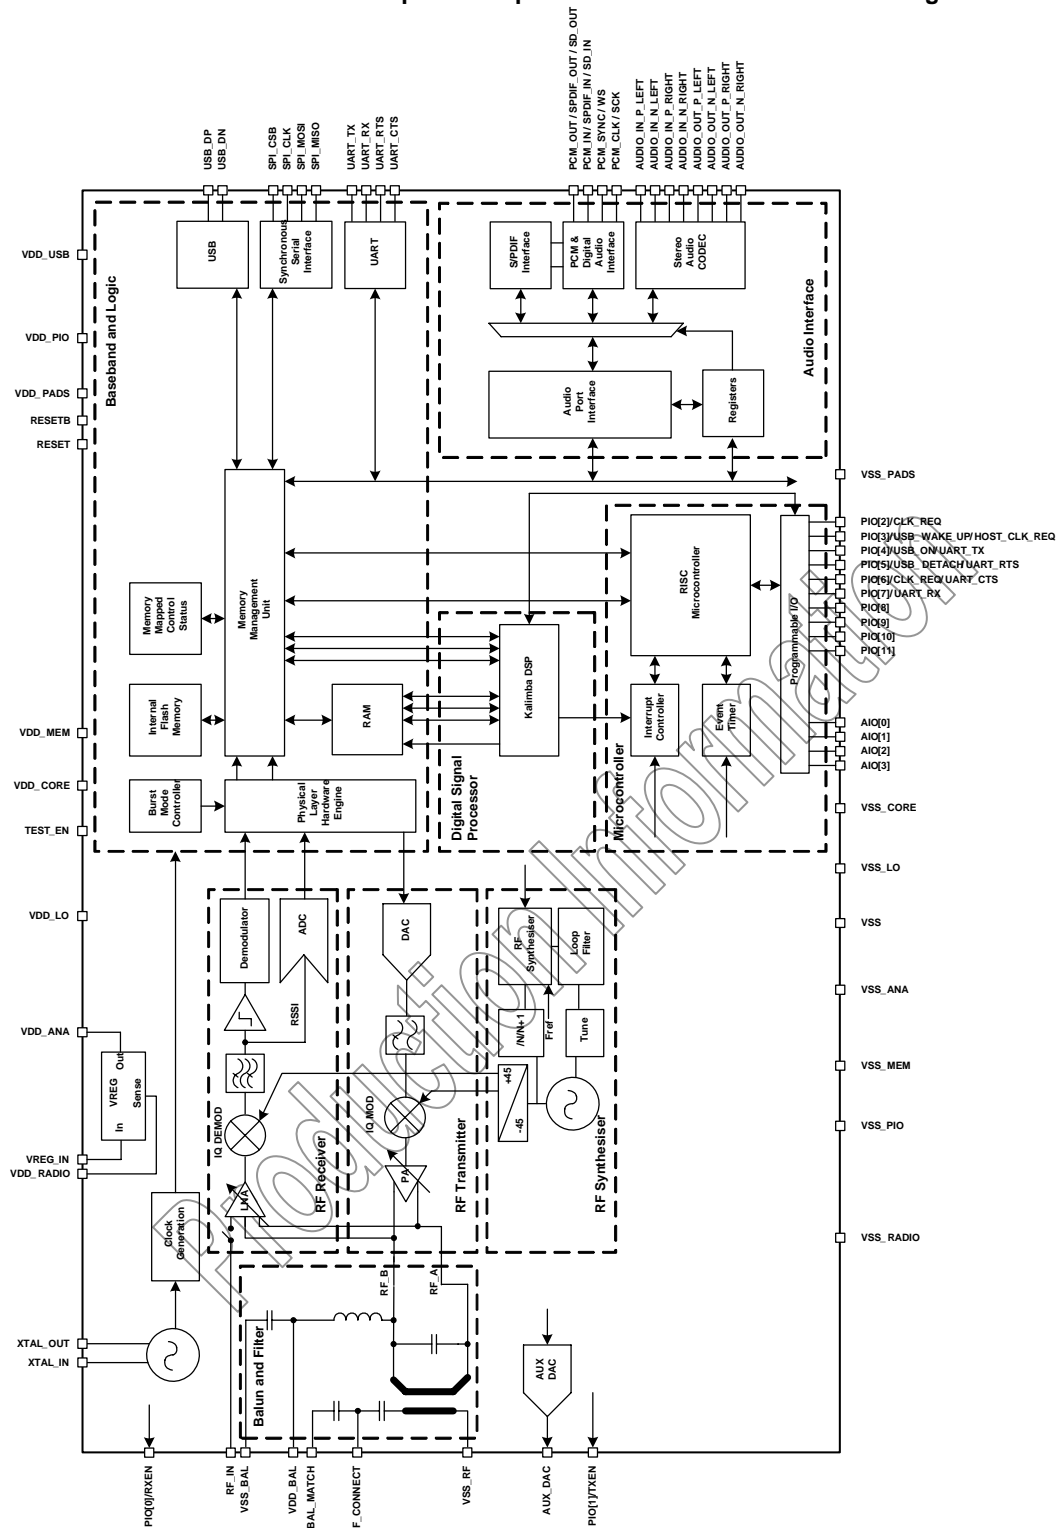 PCM_OUT / SPDIF_OUT / SD_OUT
PCM_IN / SPDIF_IN / SD_IN
PCM_SYNC / WS
PCM_CLK / SCK
AUDIO_IN_P_LEFT
AUDIO_IN_N_LEFT
AUDIO_IN_P_RIGHT
AUDIO_IN_N_RIGHT
AUDIO_OUT_P_LEFT
AUDIO_OUT_N_LEFT
AUDIO_OUT_P_RIGHT
AUDIO_OUT_N_RIGHT
USB_DP
USB_DN
SPI_CSB
SPI_CLK
SPI_MOSI
SPI_MISO
UART_TX
UART_RX
UART_RTS
UART_CTS
VDD_USB
VDD_PIO
VDD_PADS
RESETB
RESET
VDD_MEM
VDD_CORE
TEST_EN
VDD_LO
VDD_ANA
VREG_IN
VDD_RADIO
XTAL_OUT
XTAL_IN
Baseband and Logic
USB
Synchronous
Serial
Interface
UART
Memory
Mapped
Control
Status
Memory
Management
Unit
Internal
Flash
Memory
RAM
Burst
Mode
Controller
Physical
Layer
Hardware
Engine
Audio Interface
S/PDIF
Interface
PCM &
Digital
Audio
Interface
Stereo
Audio
CODEC
Audio
Port
Interface
Registers
Digital Signal
Processor
Kalimba DSP
Microcontroller
RISC
Microcontroller
Interrupt
Controller
Event
Timer
Programmable I/O
VSS_PADS
PIO[2]/CLK_REQ
PIO[3]/USB_WAKE_UP/HOST_CLK_REQ
PIO[4]/USB_ON/UART_TX
PIO[5]/USB_DETACH/UART_RTS
PIO[6]/CLK_REQ/UART_CTS
PIO[7]/UART_RX
PIO[8]
PIO[9]
PIO[10]
PIO[11]
AIO[0]
AIO[1]
AIO[2]
AIO[3]
VSS_CORE
VSS_LO
VSS
VSS_ANA
VSS_MEM
VSS_PIO
VSS_RADIO
RF Receiver
Demodulator
ADC
RSSI
IQ DEMOD
LNA
RF Transmitter
DAC
IQ MOD
PA
RF Synthesiser
RF
Synthesiser
Loop
Filter
/N/N+1
Fref
Tune
+45
-45
VREG
In
Out
Sense
Clock
Generation
Balun and Filter
RF_B
RF_A
AUX
DAC
PIO[0]/RXEN
RF_IN
VSS_BAL
VDD_BAL
BAL_MATCH
F_CONNECT
VSS_RF
AUX_DAC
PIO[1]/TXEN
Production Information